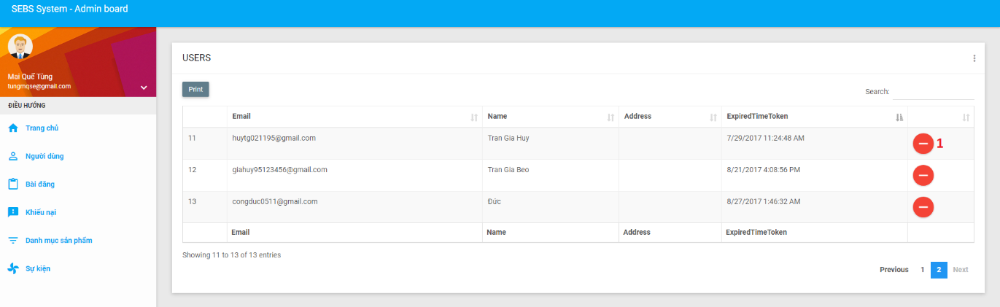 SEBS System - Admin board
Mai Quế Tùng
tungmqse@gmail.com
ĐIỀU HƯỚNG
Trang chủ
Người dùng
Bài đăng
Khiếu nại
Danh mục sản phẩm
Sự kiện
USERS
Print
Search:
Email Name Address ExpiredTimeToken
11 huytg021195@gmail.com Tran Gia Huy 7/29/2017 11:24:48 AM 1
12 giahuy95123456@gmail.com Tran Gia Beo 8/21/2017 4:08:56 PM
13 congduc0511@gmail.com Đức 8/27/2017 1:46:32 AM
Email Name Address ExpiredTimeToken
Showing 11 to 13 of 13 entries
Previous 1 2 Next